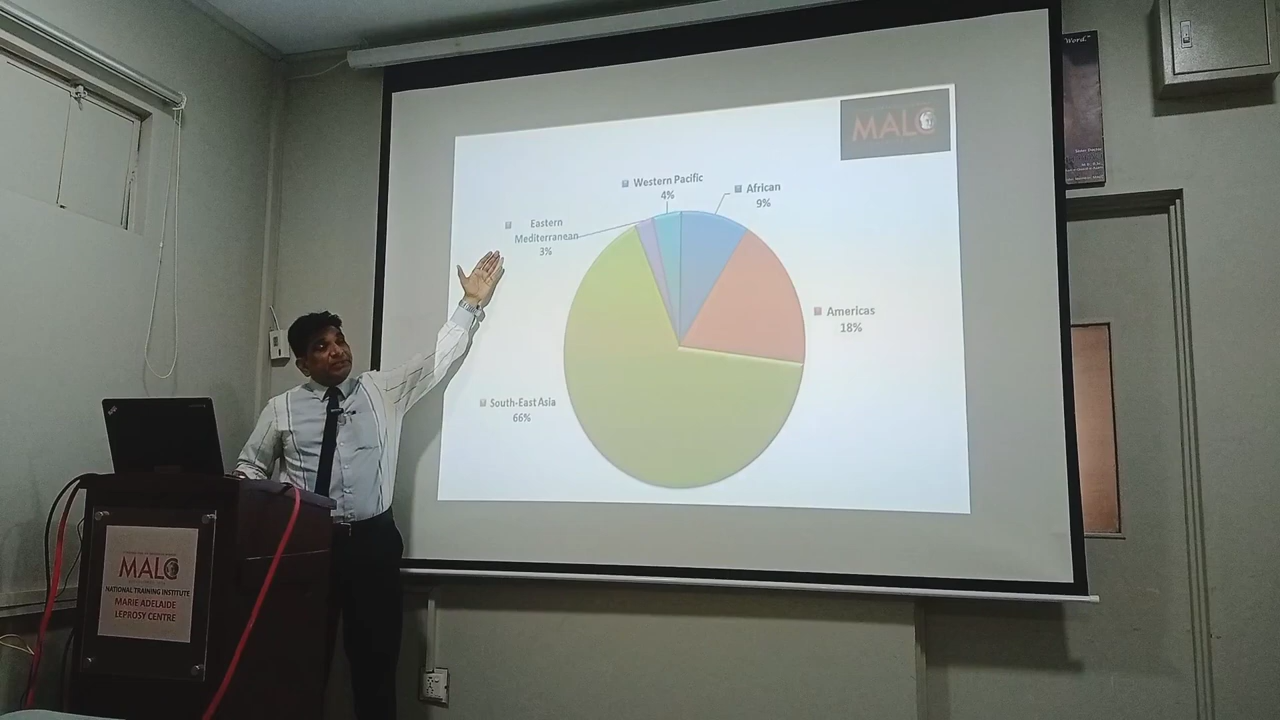 Word."
MALC
Western Pacific
4%
African
9%
Eastern
Mediterranean
3%
Americas
18%
South-East Asia
66%
MALC
NATIONAL TRAINING INSTITUTE
MARIE ADELAIDE
LEPROSY CENTRE